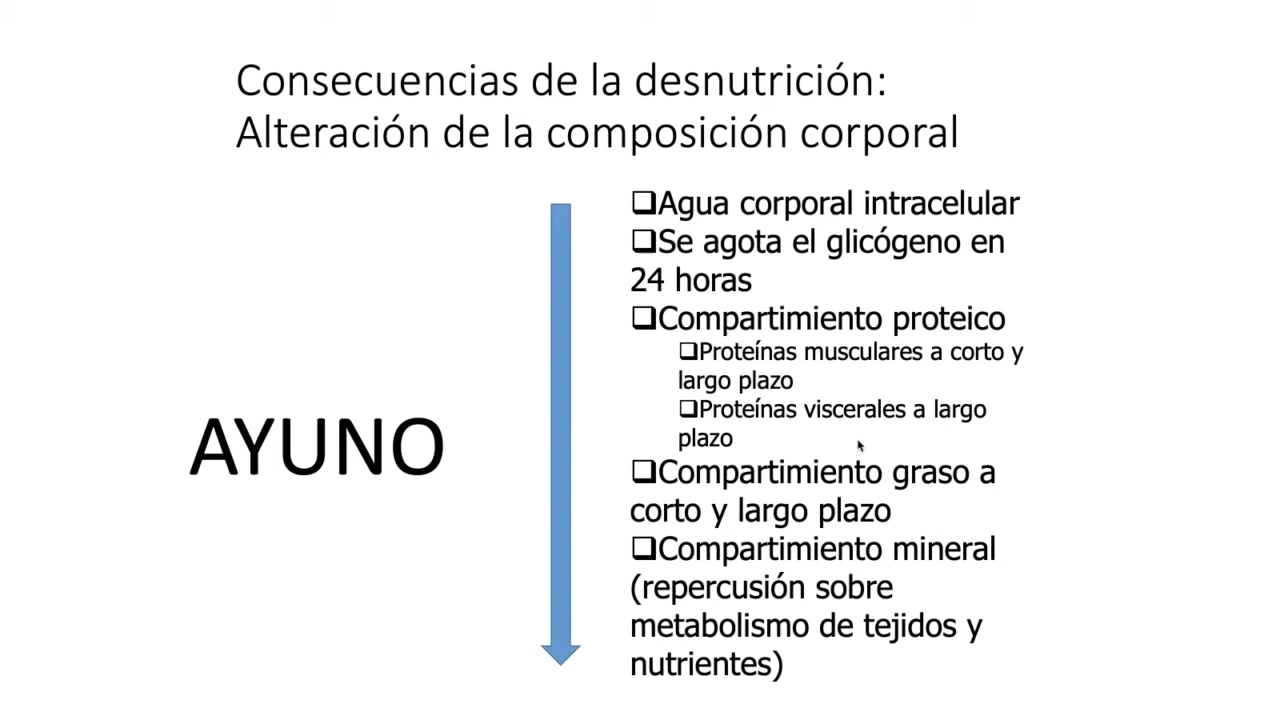 Consecuencias de la desnutrición:
Alteración de la composición corporal
AYUNO
❑Agua corporal intracelular
❑Se agota el glicógeno en
24 horas
❑Compartimiento proteico
❑Proteínas musculares a corto y
largo plazo
❑Proteínas viscerales a largo
plazo
❑Compartimiento graso a
corto y largo plazo
❑Compartimiento mineral
(repercusión sobre
metabolismo de tejidos y
nutrientes)